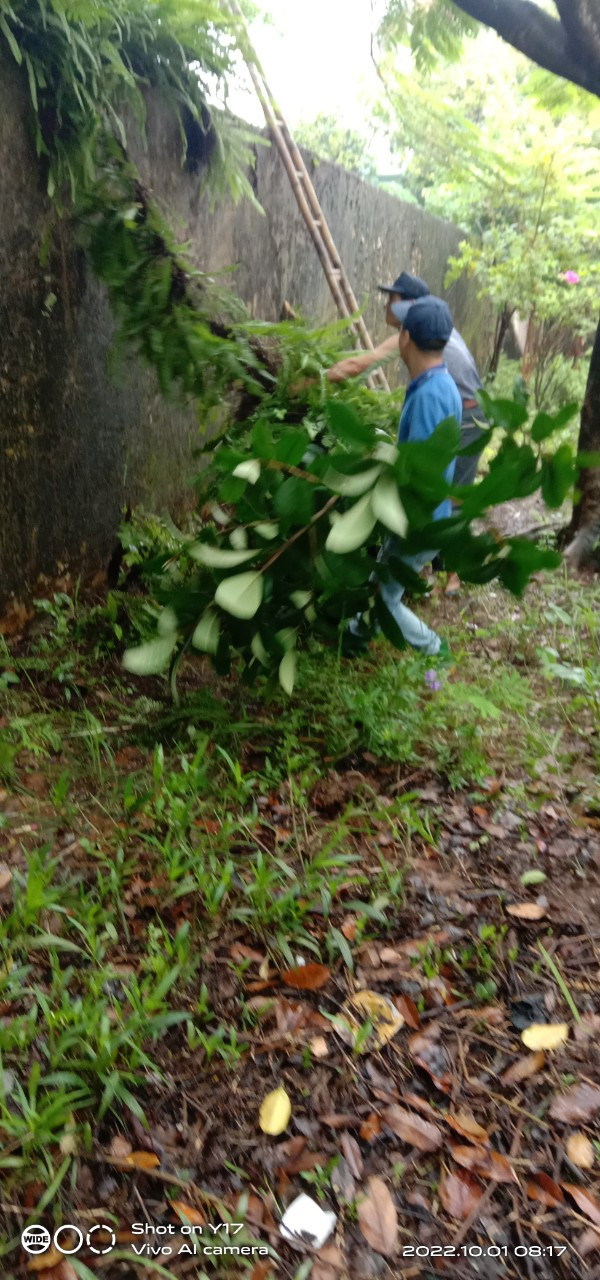 WIDE
Shot on Y17
Vivo AI camera
2022.10.01 08:17